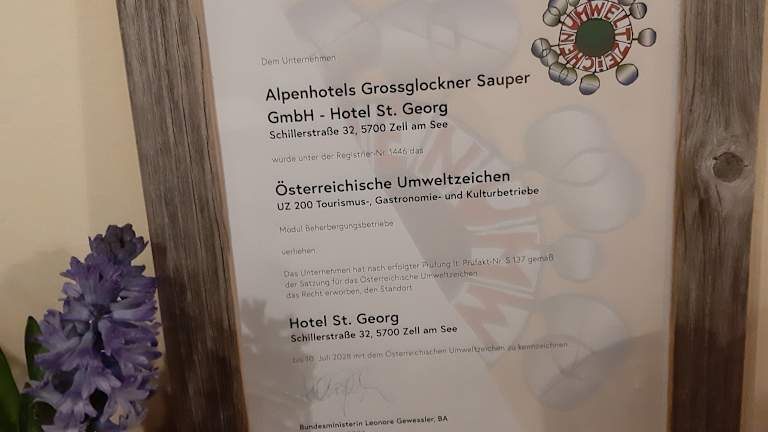 UMWELTZEICHEN
Dem Unternehmen
Alpenhotels Grossglockner Sauper
GmbH - Hotel St. Georg
Schillerstraße 32, 5700 Zell am See
wurde unter der Registrier-Nr. 1446 das
Österreichische Umweltzeichen
UZ 200 Tourismus-, Gastronomie- und Kulturbetriebe
Modul Beherbergungsbetriebe
verliehen.
Das Unternehmen hat nach erfolgter Prüfung lt. Prüfakt-Nr. S 137 gemäß
der Satzung für das Österreichische Umweltzeichen
das Recht erworben, den Standort
Hotel St. Georg
Schillerstraße 32, 5700 Zell am See
bis 10. Juli 2028 mit dem Österreichischen Umweltzeichen zu kennzeichnen.
Bundesministerin Leonore Gewessler, BA